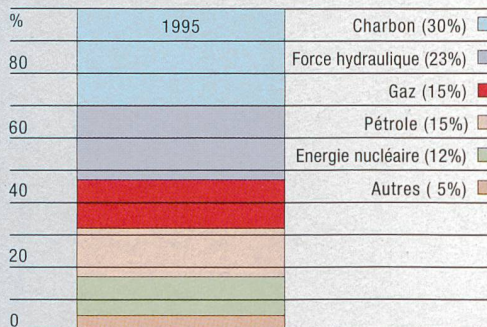 %
1995
Charbon (30%)
80
Force hydraulique (23%)
Gaz (15%)
60
Pétrole (15%)
Energie nucléaire (12%)
40
Autres ( 5%)
20
0